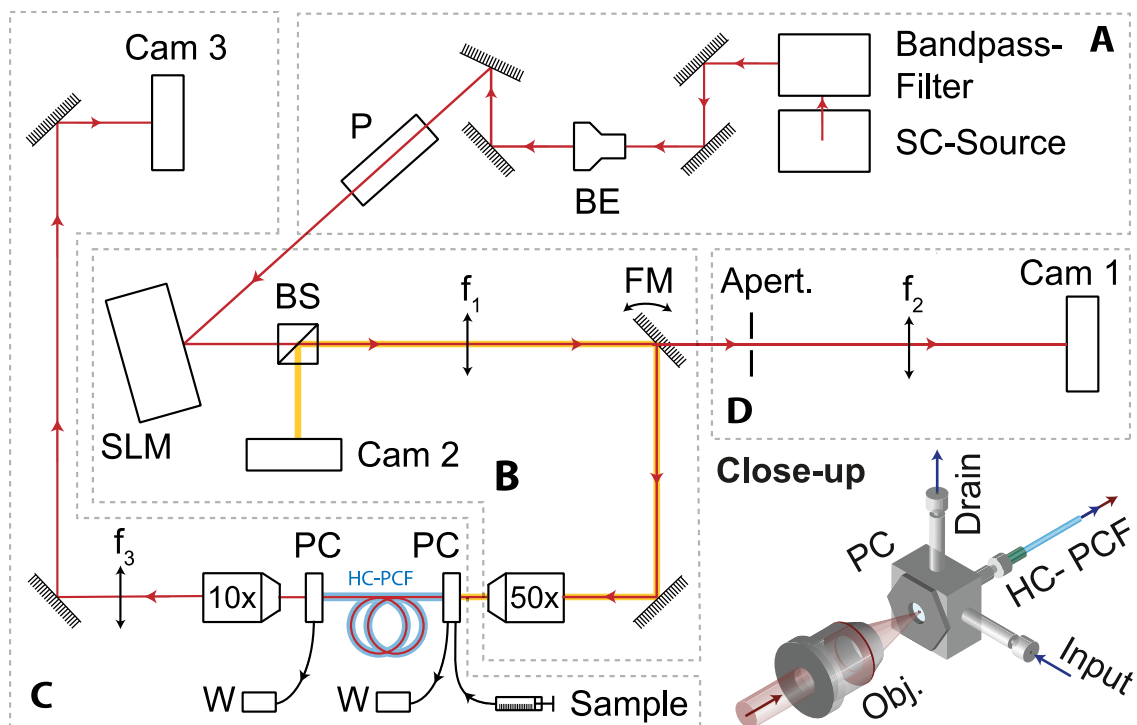 Cam 3
Bandpass-
Filter
A
P
SC-Source
BE
BS
f1
FM
Apert.
f2
Cam 1
SLM
Cam 2
B
D
Close-up
f3
PC
PC
HC-PCF
10x
50x
W
W
Sample
C
PC
Drain
HC- PCF
Obj.
Input